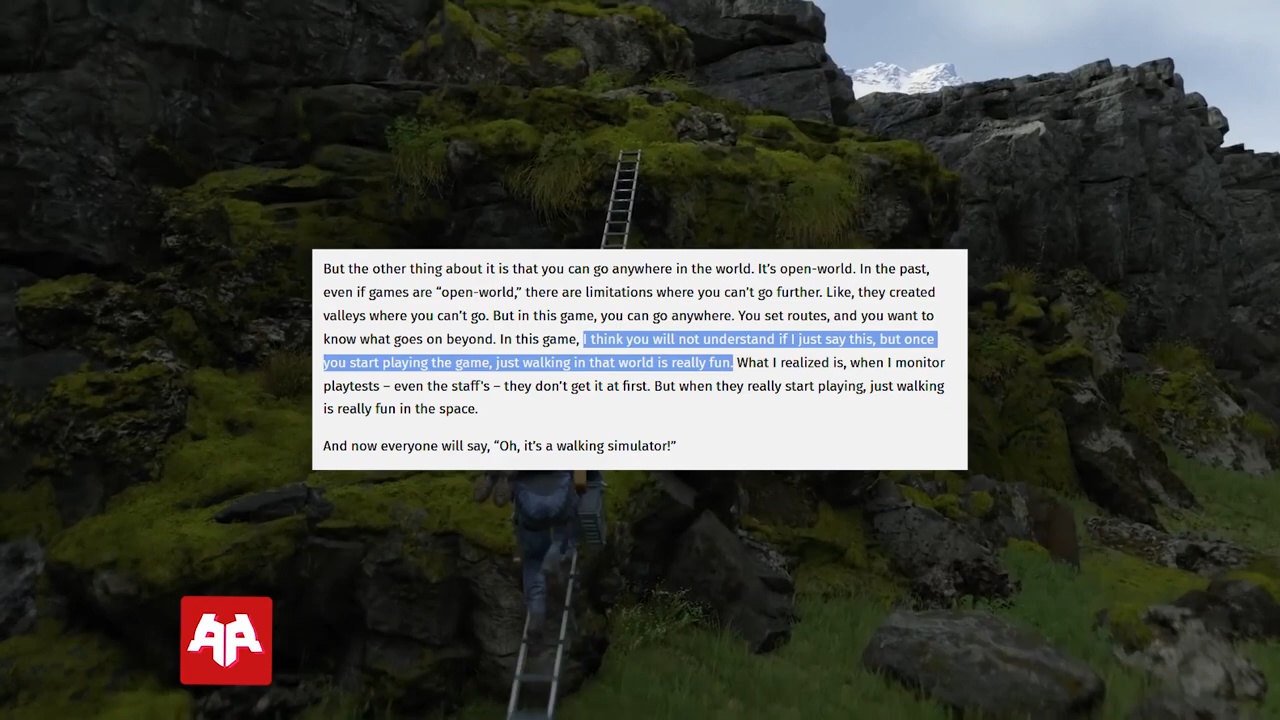 But the other thing about it is that you can go anywhere in the world. It’s open-world. In the past,
even if games are “open-world,” there are limitations where you can’t go further. Like, they created
valleys where you can’t go. But in this game, you can go anywhere. You set routes, and you want to
know what goes on beyond. In this game, I think you will not understand if I just say this, but once
you start playing the game, just walking in that world is really fun. What I realized is, when I monitor
playtests – even the staff’s – they don’t get it at first. But when they really start playing, just walking
is really fun in the space.
And now everyone will say, “Oh, it’s a walking simulator!”